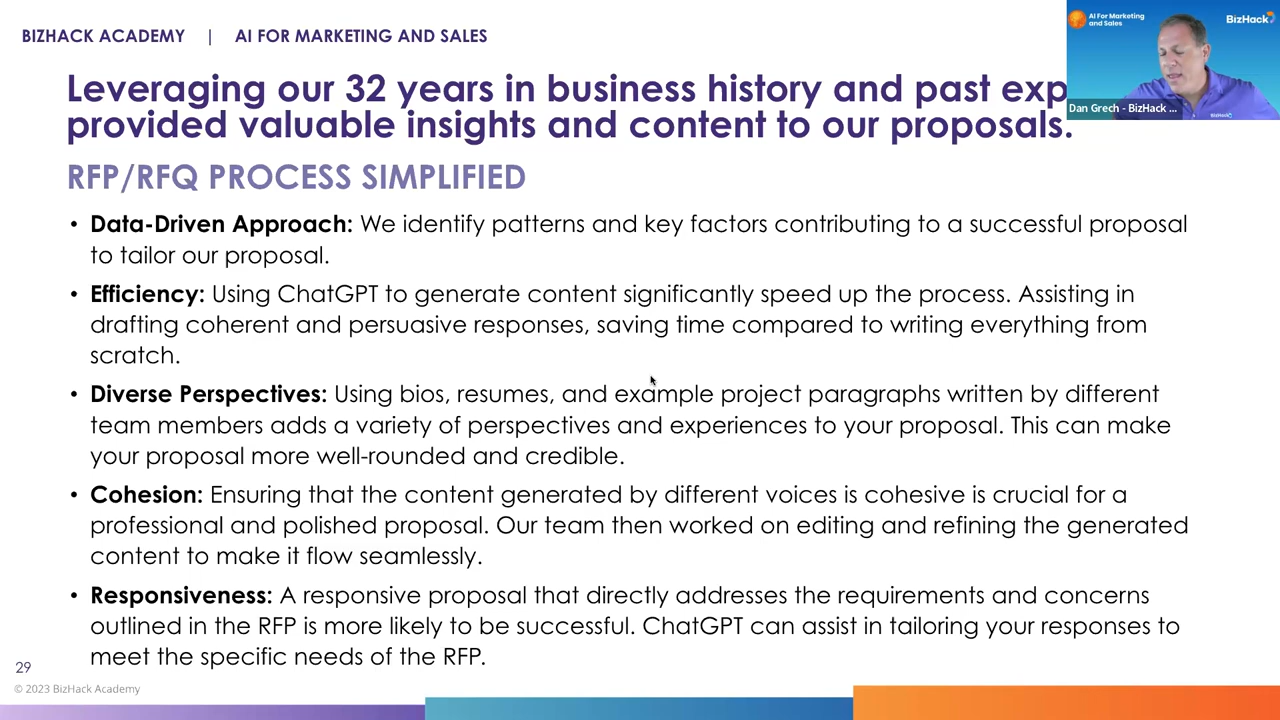 BIZHACK ACADEMY | AI FOR MARKETING AND SALES
AI For Marketing
and Sales
BizHack
Dan Grech - BizHack ...
BizHack
Leveraging our 32 years in business history and past exp
provided valuable insights and content to our proposals.
RFP/RFQ PROCESS SIMPLIFIED
• Data-Driven Approach: We identify patterns and key factors contributing to a successful proposal
to tailor our proposal.
• Efficiency: Using ChatGPT to generate content significantly speed up the process. Assisting in
drafting coherent and persuasive responses, saving time compared to writing everything from
scratch.
• Diverse Perspectives: Using bios, resumes, and example project paragraphs written by different
team members adds a variety of perspectives and experiences to your proposal. This can make
your proposal more well-rounded and credible.
• Cohesion: Ensuring that the content generated by different voices is cohesive is crucial for a
professional and polished proposal. Our team then worked on editing and refining the generated
content to make it flow seamlessly.
• Responsiveness: A responsive proposal that directly addresses the requirements and concerns
outlined in the RFP is more likely to be successful. ChatGPT can assist in tailoring your responses to
meet the specific needs of the RFP.
29
© 2023 BizHack Academy